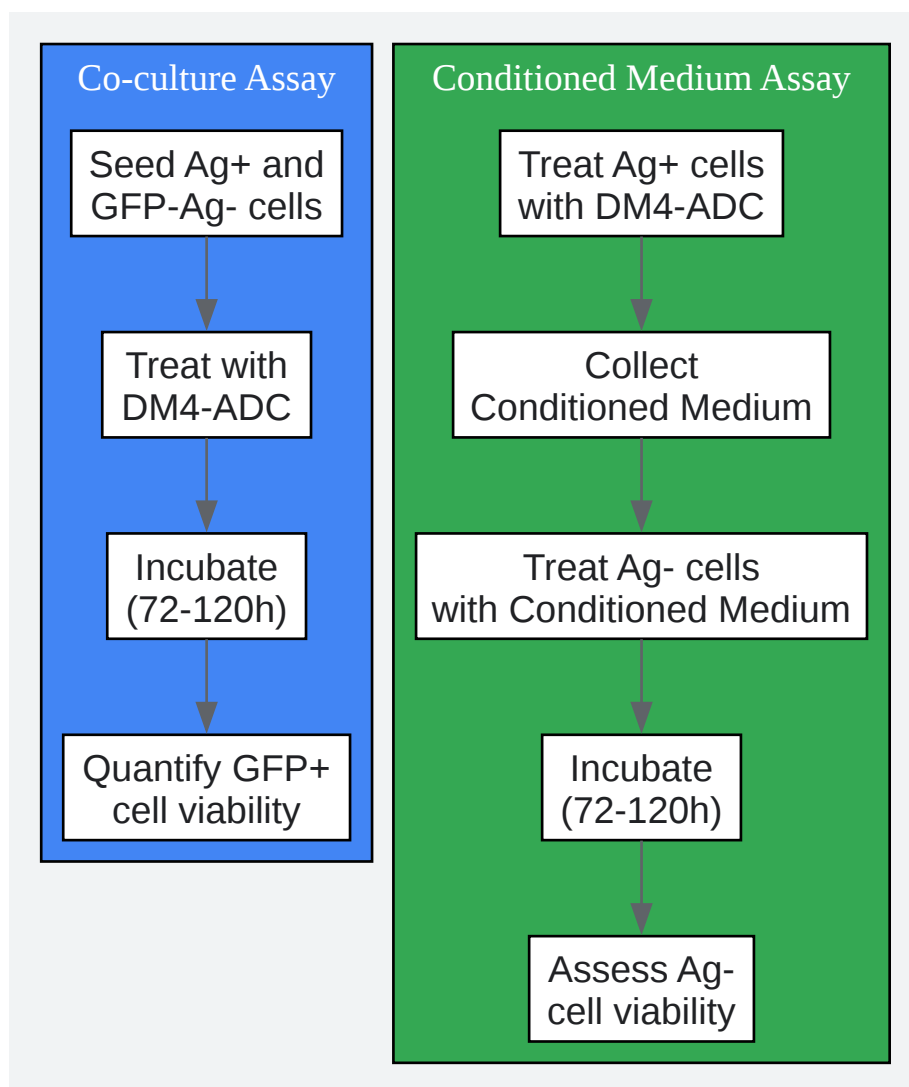 Co-culture Assay
Seed Ag+ and
GFP-Ag- cells
Treat with
DM4-ADC
Incubate
(72-120h)
Quantify GFP+
cell viability
Conditioned Medium Assay
Treat Ag+ cells
with DM4-ADC
Collect
Conditioned Medium
Treat Ag- cells
with Conditioned Medium
Incubate
(72-120h)
Assess Ag-
cell viability